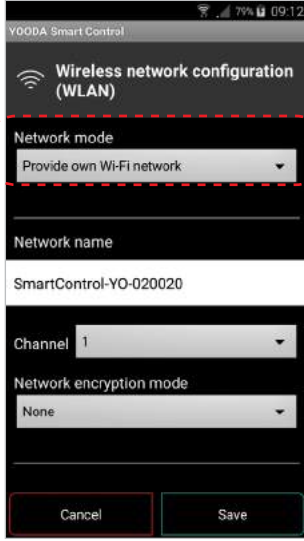 79% 09:12
YOODA Smart Control
Wireless network configuration
(WLAN)
Network mode
Provide own Wi-Fi network
Network name
SmartControl-YO-020020
Channel 1
Network encryption mode
None
Cancel Save